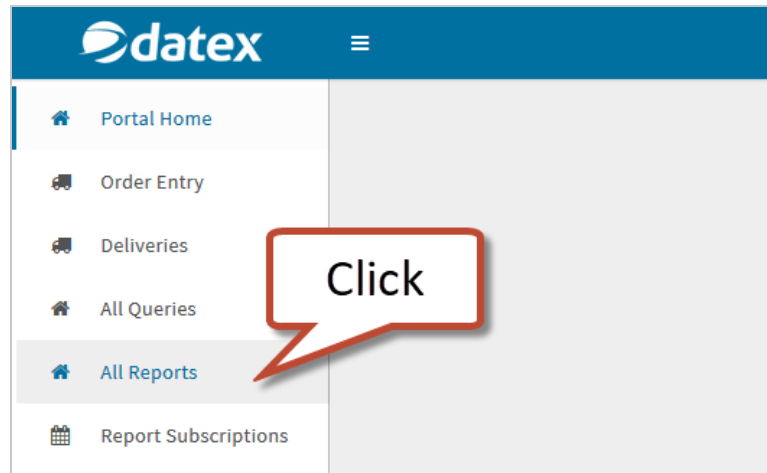 datex
Portal Home
Order Entry
Deliveries
Click
All Queries
All Reports
Report Subscriptions